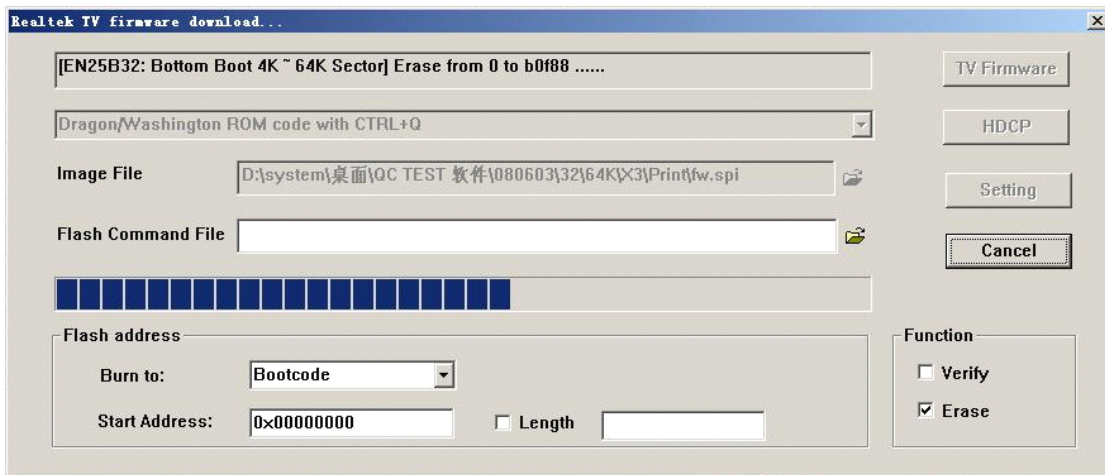 Realtek TV firmware download...
[EN25B32: Bottom Boot 4K ~ 64K Sector] Erase from 0 to b0f88 ......
TV Firmware
Dragon/Washington ROM code with CTRL+Q
HDCP
Image File
D:\system\桌面\QC TEST 软件\080603\32\64K\X3\Print\fw.spi
Setting
Flash Command File
Cancel
Flash address
Function
Burn to:
Bootcode
Verify
Start Address:
0x00000000
Length
Erase